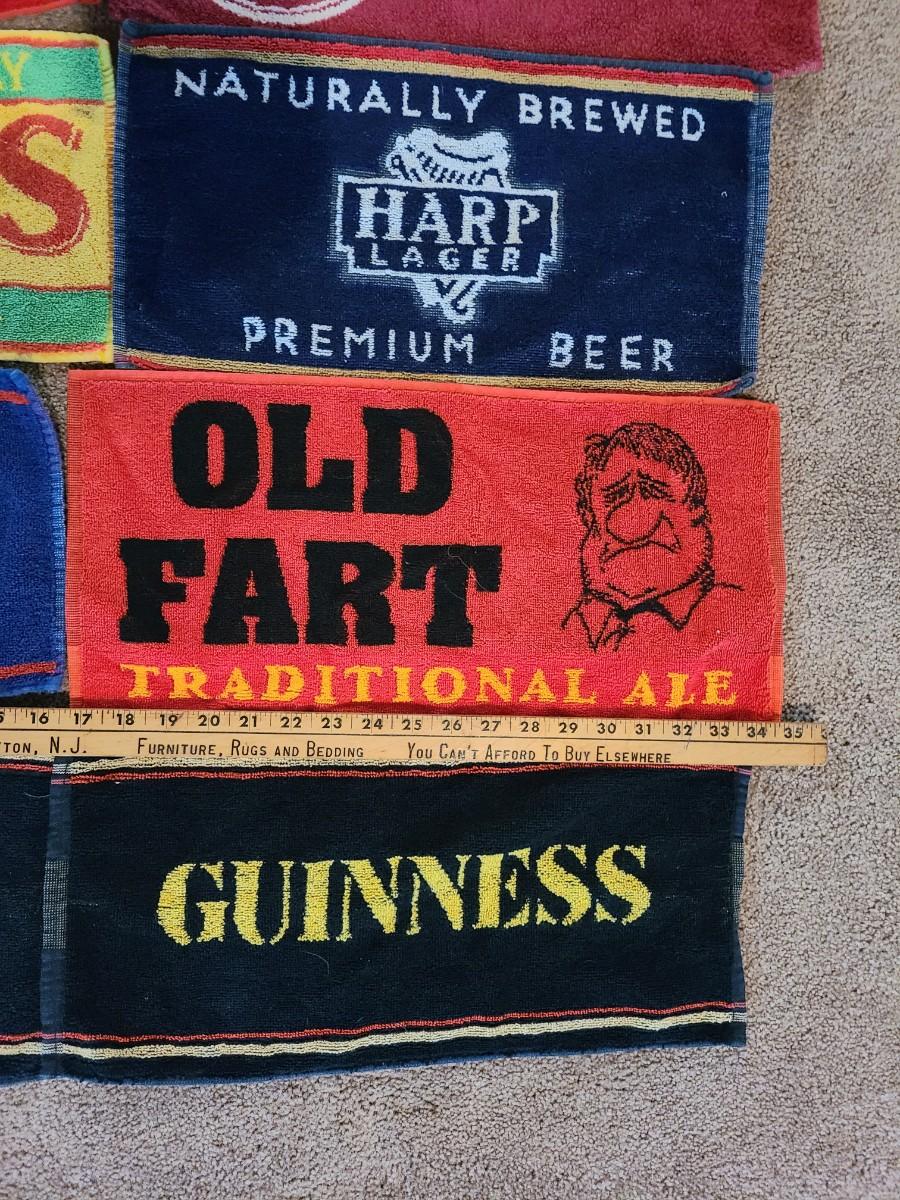 Y
S
NATURALLY BREWED
HARP
LAGER
PREMIUM BEER
OLD
FART
TRADITIONAL ALE
16 17 18 19 20 21 22 23 24 25 26 27 28 29 30 31 32 33 34 35
TON, N.J. FURNITURE, RUGS AND BEDDING YOU CAN'T AFFORD TO BUY ELSEWHERE
GUINNESS